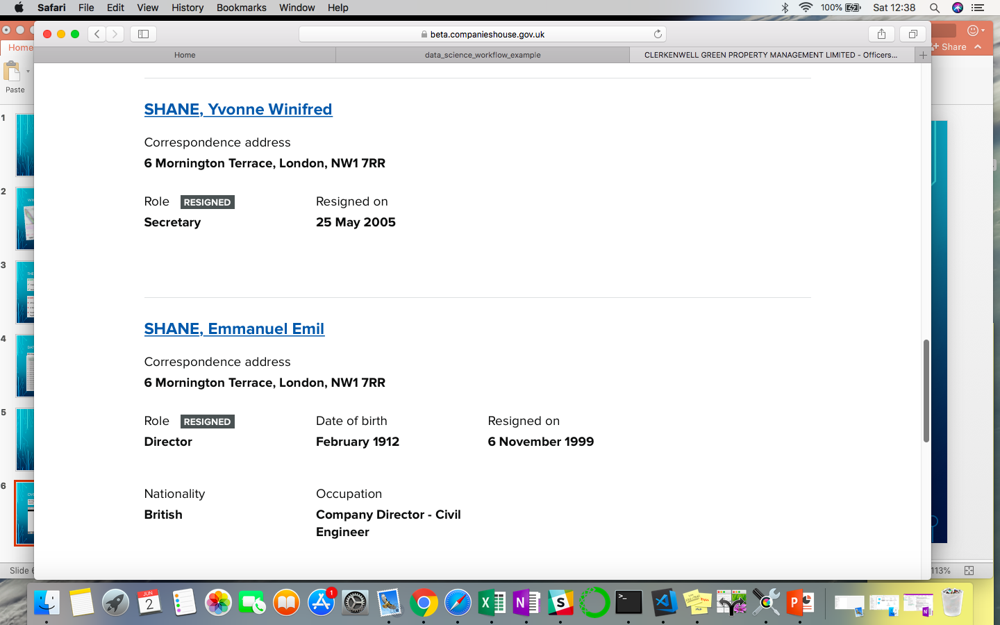 Safari File Edit View History Bookmarks Window Help
100% Sat 12:38
beta.companieshouse.gov.uk
Home
data_science_workflow_example
CLERKENWELL GREEN PROPERTY MANAGEMENT LIMITED - Officers...
Home
Share
Paste
1
2
3
4
5
6
SHANE, Yvonne Winifred
Correspondence address
6 Mornington Terrace, London, NW1 7RR
Role RESIGNED Resigned on
Secretary 25 May 2005
SHANE, Emmanuel Emil
Correspondence address
6 Mornington Terrace, London, NW1 7RR
Role RESIGNED Date of birth Resigned on
Director February 1912 6 November 1999
Nationality Occupation
British Company Director - Civil
Engineer
Slide 6
113%
JUN
2
1